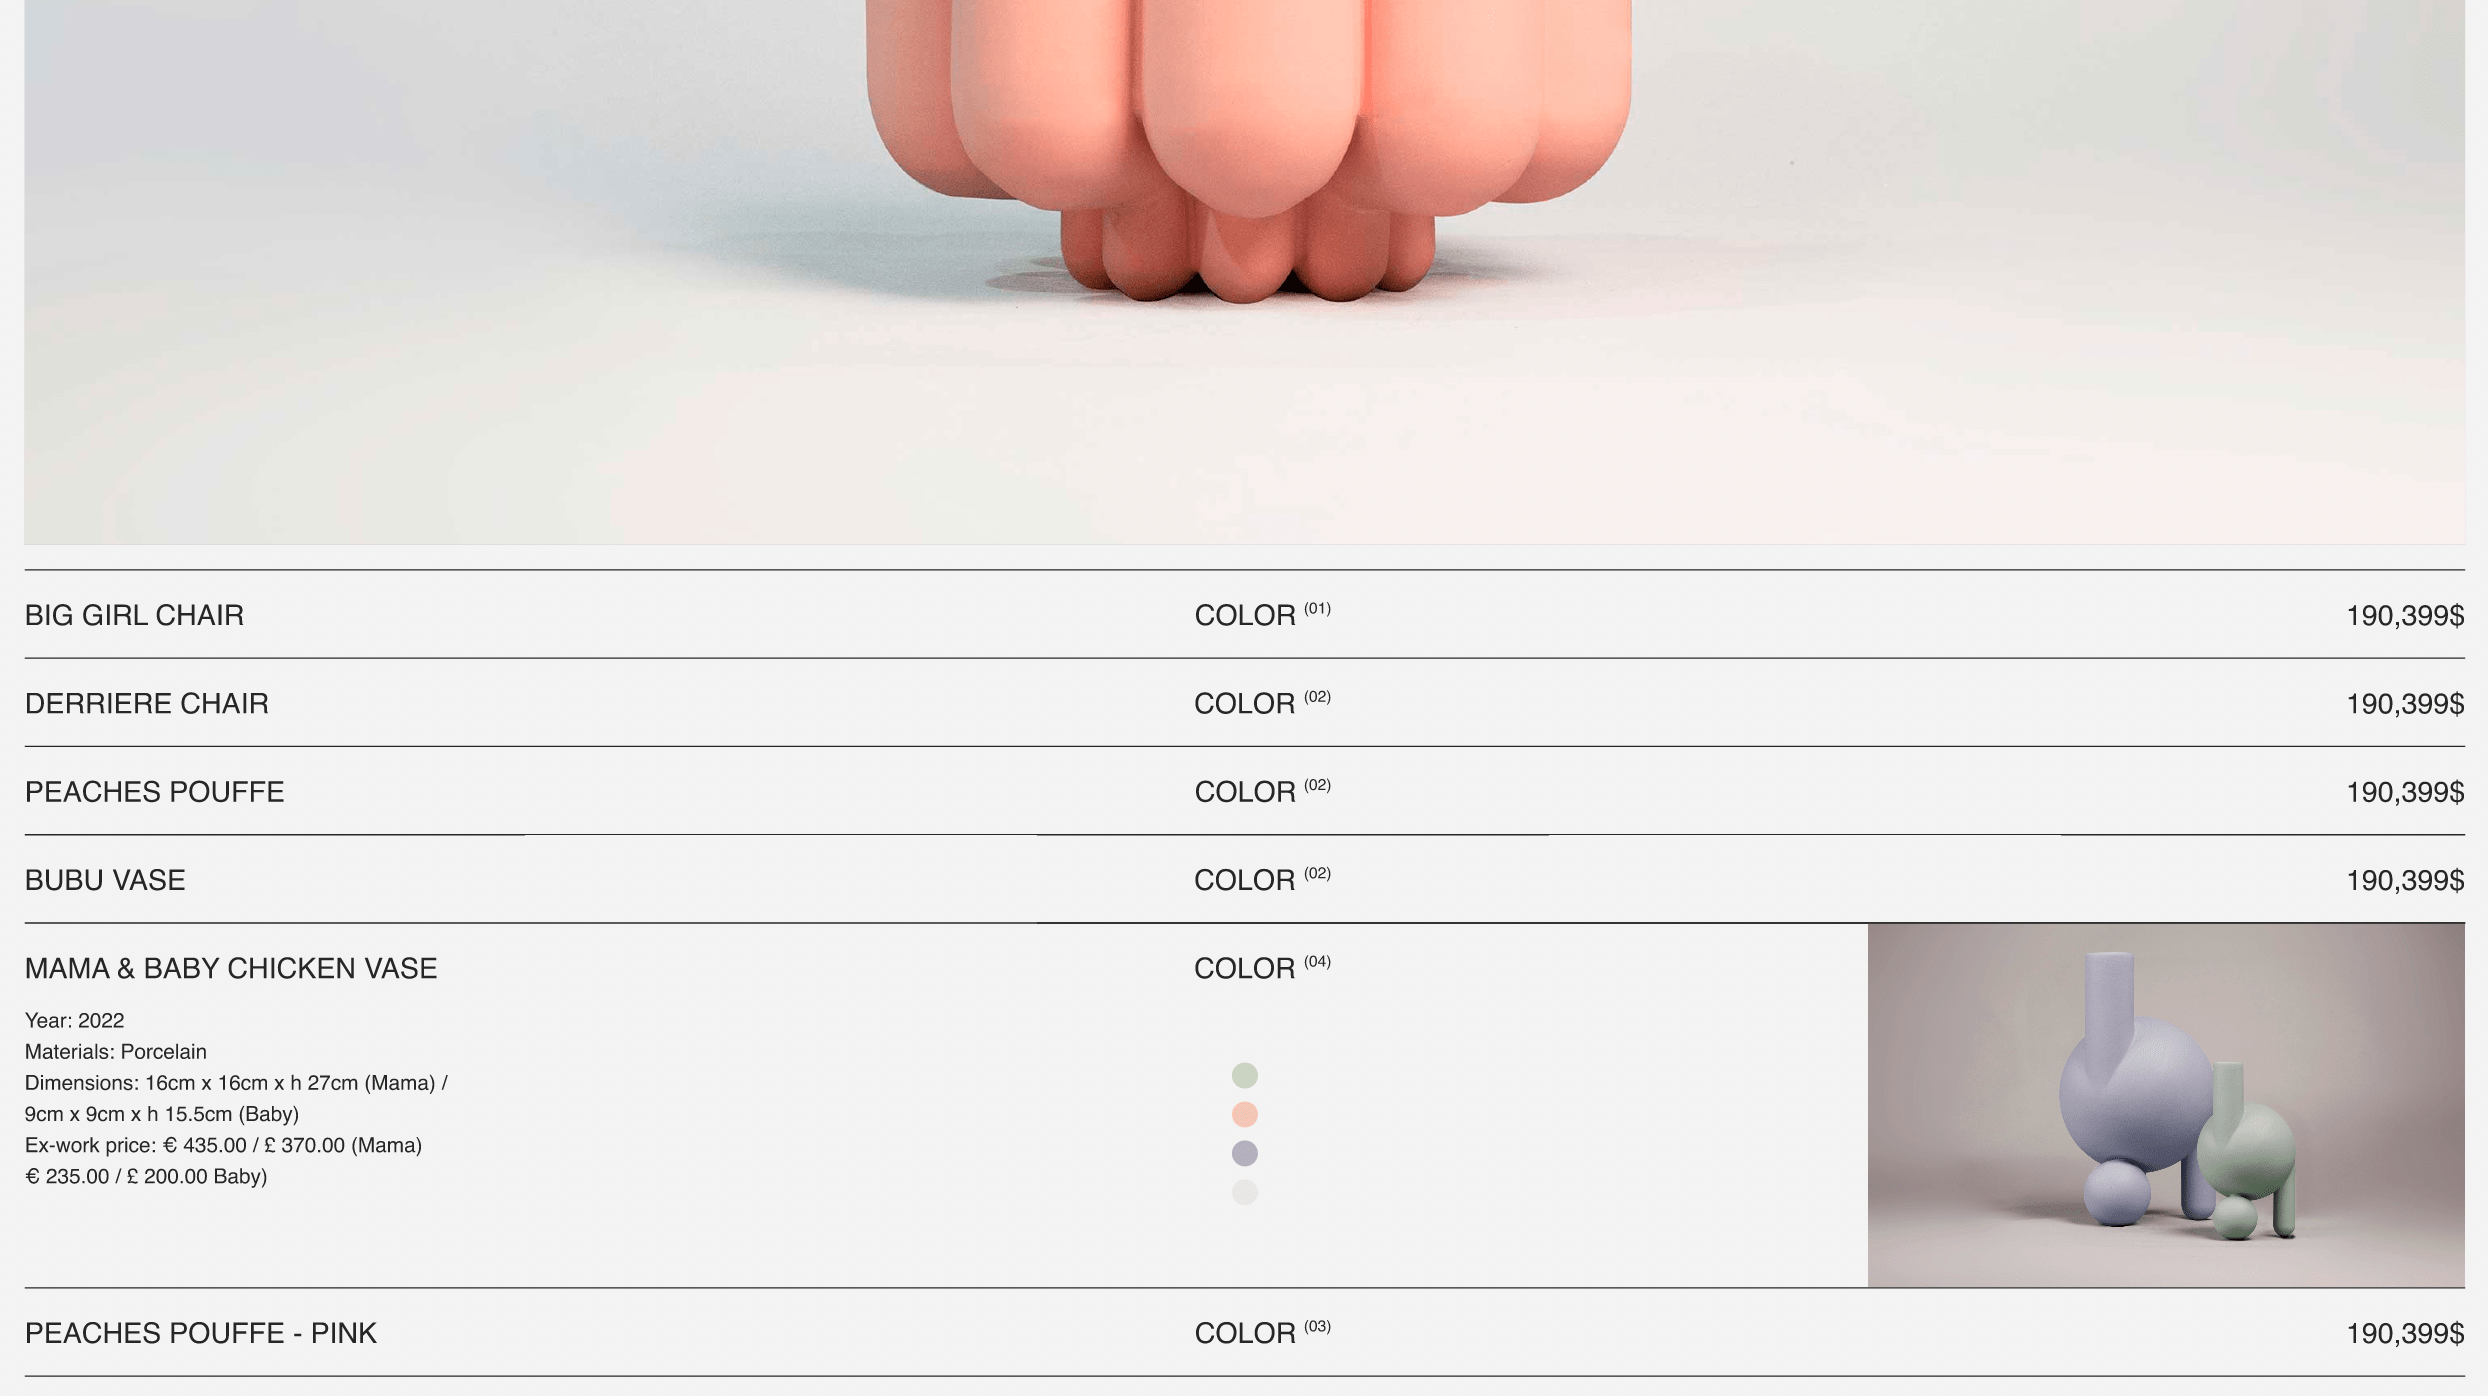 BIG GIRL CHAIR COLOR (01) 190,399$
DERRIERE CHAIR COLOR (02) 190,399$
PEACHES POUFFE COLOR (02) 190,399$
BUBU VASE COLOR (02) 190,399$
MAMA & BABY CHICKEN VASE COLOR (04)
Year: 2022
Materials: Porcelain
Dimensions: 16cm x 16cm x h 27cm (Mama) /
9cm x 9cm x h 15.5cm (Baby)
Ex-work price: € 435.00 / £ 370.00 (Mama)
€ 235.00 / £ 200.00 Baby)
PEACHES POUFFE - PINK COLOR (03) 190,399$